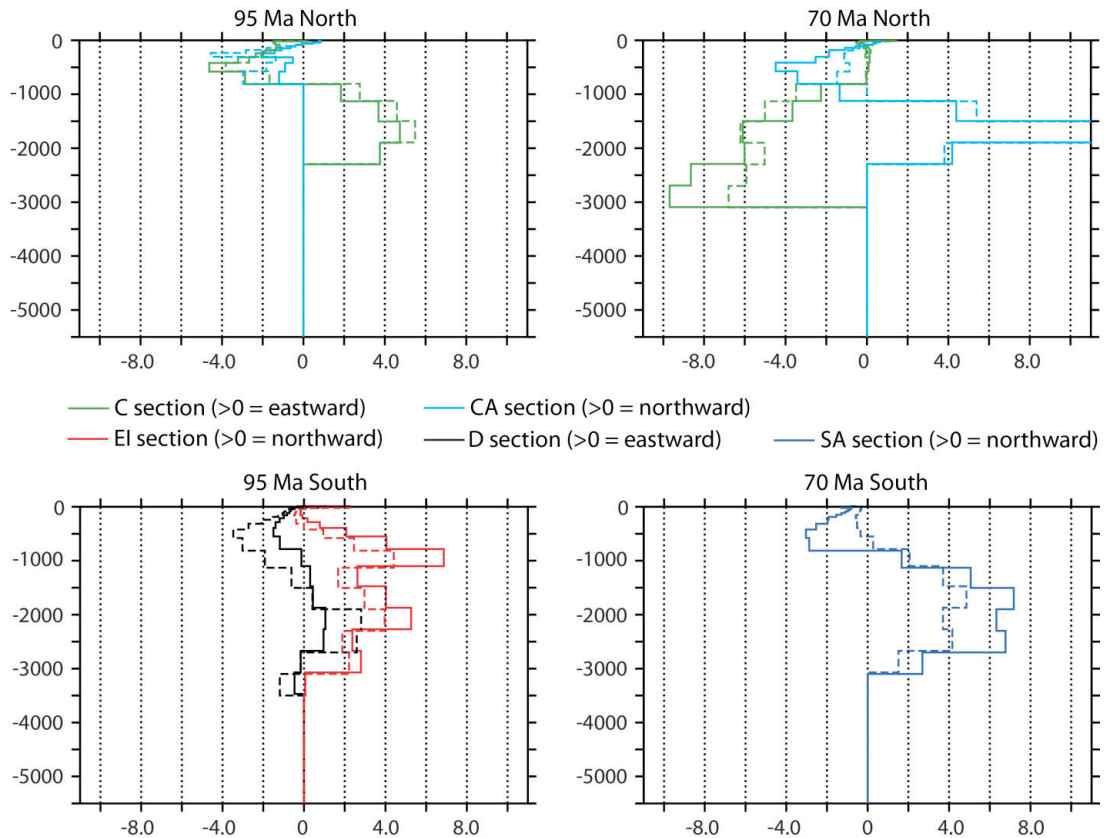 95 Ma North
70 Ma North
0
-1000
-2000
-3000
-4000
-5000
-8.0 -4.0 0 4.0 8.0
0
-1000
-2000
-3000
-4000
-5000
-8.0 -4.0 0 4.0 8.0
C section (>0 = eastward)
CA section (>0 = northward)
EI section (>0 = northward)
D section (>0 = eastward)
SA section (>0 = northward)
95 Ma South
70 Ma South
0
-1000
-2000
-3000
-4000
-5000
-8.0 -4.0 0 4.0 8.0
0
-1000
-2000
-3000
-4000
-5000
-8.0 -4.0 0 4.0 8.0